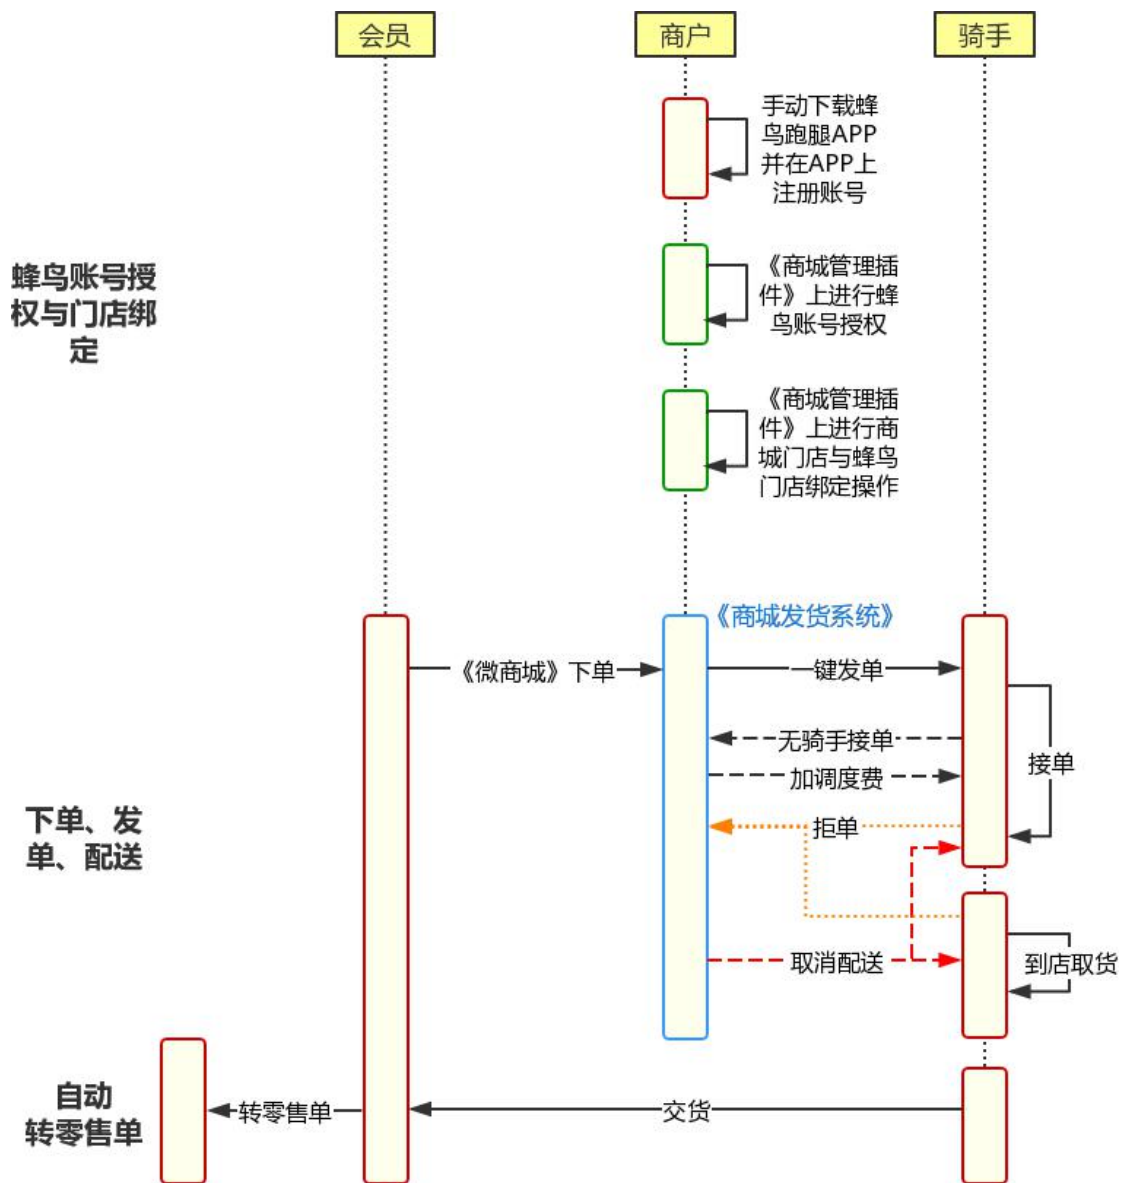 会员
商户
骑手
手动下载蜂
鸟跑腿APP
并在APP上
注册账号
蜂鸟账号授
权与门店绑
定
《商城管理插
件》上进行蜂
鸟账号授权
《商城管理插
件》上进行商
城门店与蜂鸟
门店绑定操作
《商城发货系统》
《微商城》下单
一键发单
无骑手接单
接单
加调度费
下单、发
单、配送
拒单
取消配送
到店取货
自动
转零售单
转零售单
交货